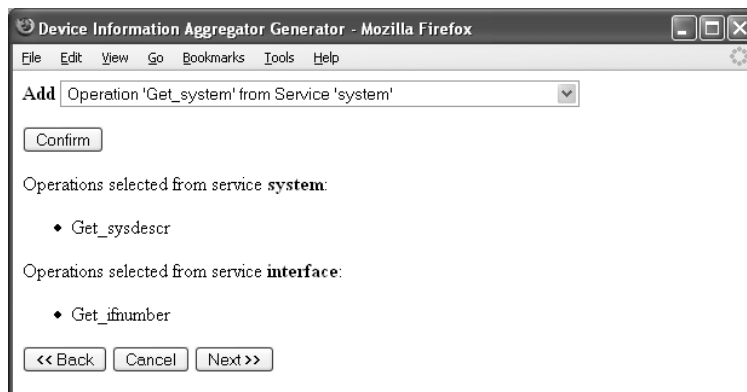 Device Information Aggregator Generator - Mozilla Firefox
File Edit View Go Bookmarks Tools Help
Add Operation 'Get_system' from Service 'system'
Confirm
Operations selected from service system:
• Get_sysdescr
Operations selected from service interface:
• Get_ifnumber
<< Back Cancel Next >>